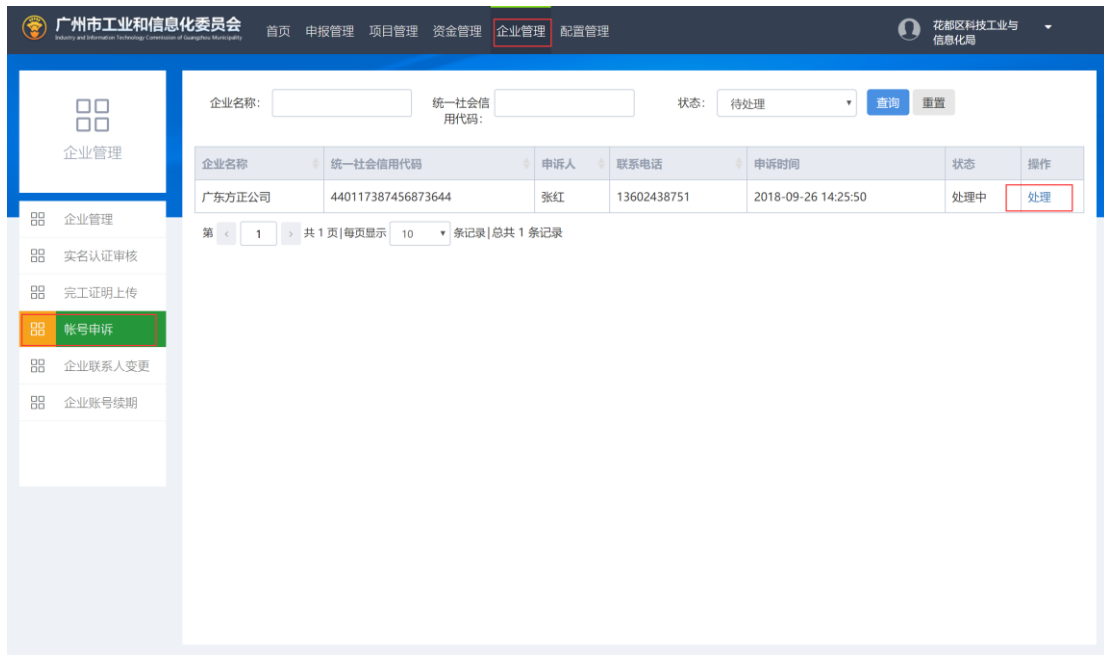 广州市工业和信息化委员会
Industry and Information Technology Commission of Guangzhou Municipality
首页 申报管理 项目管理 资金管理 企业管理 配置管理
花都区科技工业与
信息化局
企业管理
企业管理
实名认证审核
完工证明上传
帐号申诉
企业联系人变更
企业账号续期
企业名称： 统一社会信
用代码： 状态： 待处理 查询 重置
企业名称 统一社会信用代码 申诉人 联系电话 申诉时间 状态 操作
广东方正公司 440117387456873644 张红 13602438751 2018-09-26 14:25:50 处理中 处理
第 < 1 > 共 1 页|每页显示 10 条记录|总共 1 条记录